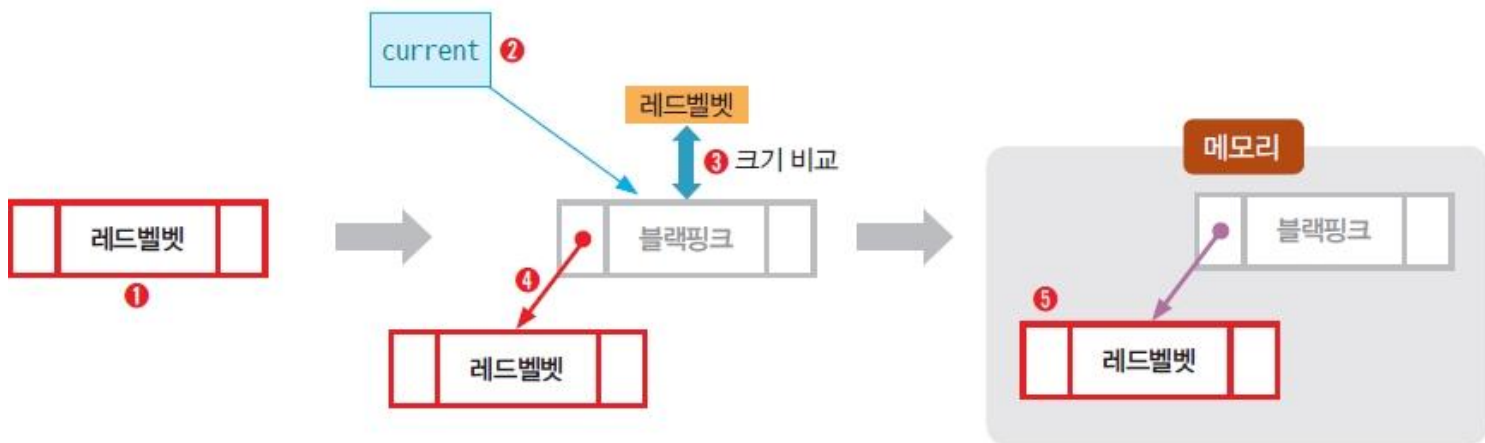 레드벨벳
❶
current ❷
레드벨벳
❸ 크기 비교
블랙핑크
❹
레드벨벳
메모리
블랙핑크
❺
레드벨벳